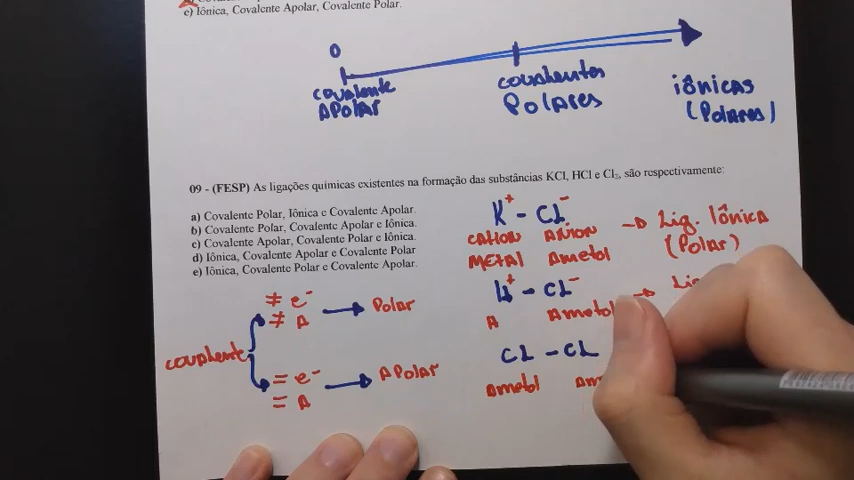 e) Iônica, Covalente Apolar, Covalente Polar.
0
covalente
APOLAR
covalentes
POLARES
iônicas
(Polares)
09 - (FESP) As ligações químicas existentes na formação das substâncias KCl, HCl e Cl₂, são respectivamente:
a) Covalente Polar, Iônica e Covalente Apolar.
b) Covalente Polar, Covalente Apolar e Iônica.
c) Covalente Apolar, Covalente Polar e Iônica.
d) Iônica, Covalente Apolar e Covalente Polar
e) Iônica, Covalente Polar e Covalente Apolar.
K⁺ - CL⁻
CATION ANION → Lig. Iônica
METAL Ametal (Polar)
H⁺ - CL⁻
A Ametal
CL - CL
Ametal
covalente
≠ e⁻ → Polar
≠ A
= e⁻ → APolar
= A